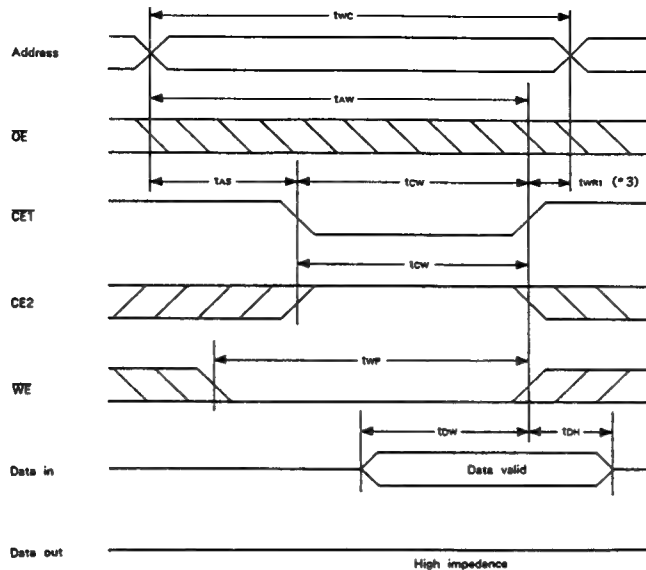 twc
Address
tAW
OE
tAS
tCW
tWR1 (*3)
CE1
tCW
CE2
tWP
WE
tDW
tDH
Data in
Data valid
Data out
High impedence